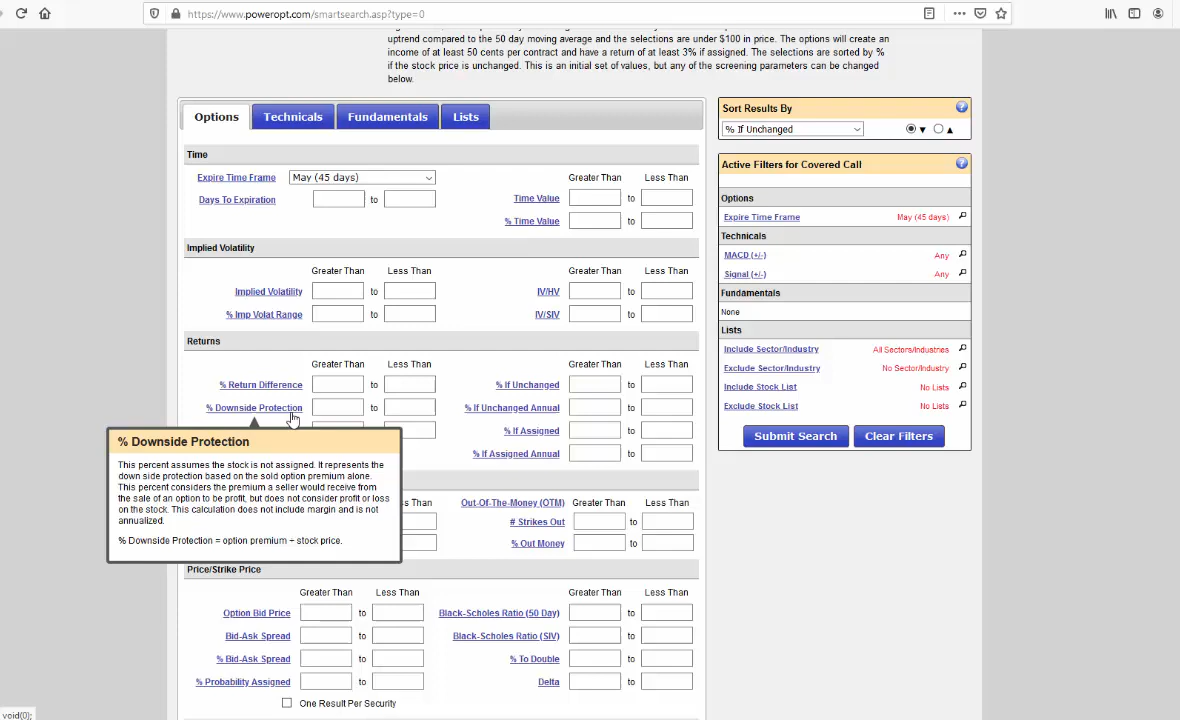 https://www.poweropt.com/smartsearch.asp?type=0
uptrend compared to the 50 day moving average and the selections are under $100 in price. The options will create an
income of at least 50 cents per contract and have a return of at least 3% if assigned. The selections are sorted by %
if the stock price is unchanged. This is an initial set of values, but any of the screening parameters can be changed
below.
Options Technicals Fundamentals Lists
Time
Expire Time Frame May (45 days) Greater Than Less Than
Days To Expiration to Time Value to
% Time Value to
Implied Volatility
Greater Than Less Than Greater Than Less Than
Implied Volatility to IV/HV to
% Imp Volat Range to IV/SIV to
Returns
Greater Than Less Than Greater Than Less Than
% Return Difference to % If Unchanged to
% Downside Protection to % If Unchanged Annual to
% If Assigned to
% If Assigned Annual to
% Downside Protection
This percent assumes the stock is not assigned. It represents the
down side protection based on the sold option premium alone.
This percent considers the premium a seller would receive from
the sale of an option to be profit, but does not consider profit or loss
on the stock. This calculation does not include margin and is not
annualized.
% Downside Protection = option premium ÷ stock price.
ss Than Out-Of-The-Money (OTM) Greater Than Less Than
# Strikes Out to
% Out Money to
Price/Strike Price
Greater Than Less Than Greater Than Less Than
Option Bid Price to Black-Scholes Ratio (50 Day) to
Bid-Ask Spread to Black-Scholes Ratio (SIV) to
% Bid-Ask Spread to % To Double to
% Probability Assigned to Delta to
One Result Per Security
Sort Results By ?
% If Unchanged ▼ ▲
Active Filters for Covered Call ?
Options
Expire Time Frame May (45 days)
Technicals
MACD (+/-) Any
Signal (+/-) Any
Fundamentals
None
Lists
Include Sector/Industry All Sectors/Industries
Exclude Sector/Industry No Sector/Industry
Include Stock List No Lists
Exclude Stock List No Lists
Submit Search Clear Filters
void(0);